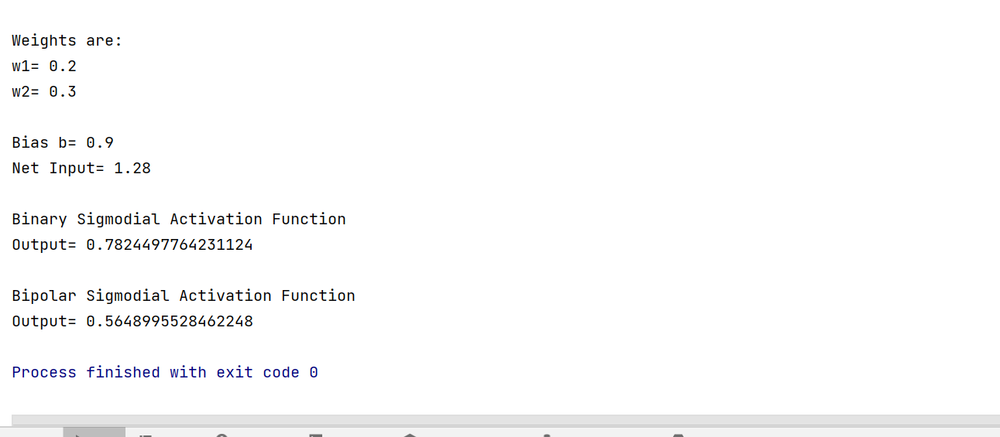 Weights are:
w1= 0.2
w2= 0.3
Bias b= 0.9
Net Input= 1.28
Binary Sigmodial Activation Function
Output= 0.7824497764231124
Bipolar Sigmodial Activation Function
Output= 0.5648995528462248
Process finished with exit code 0